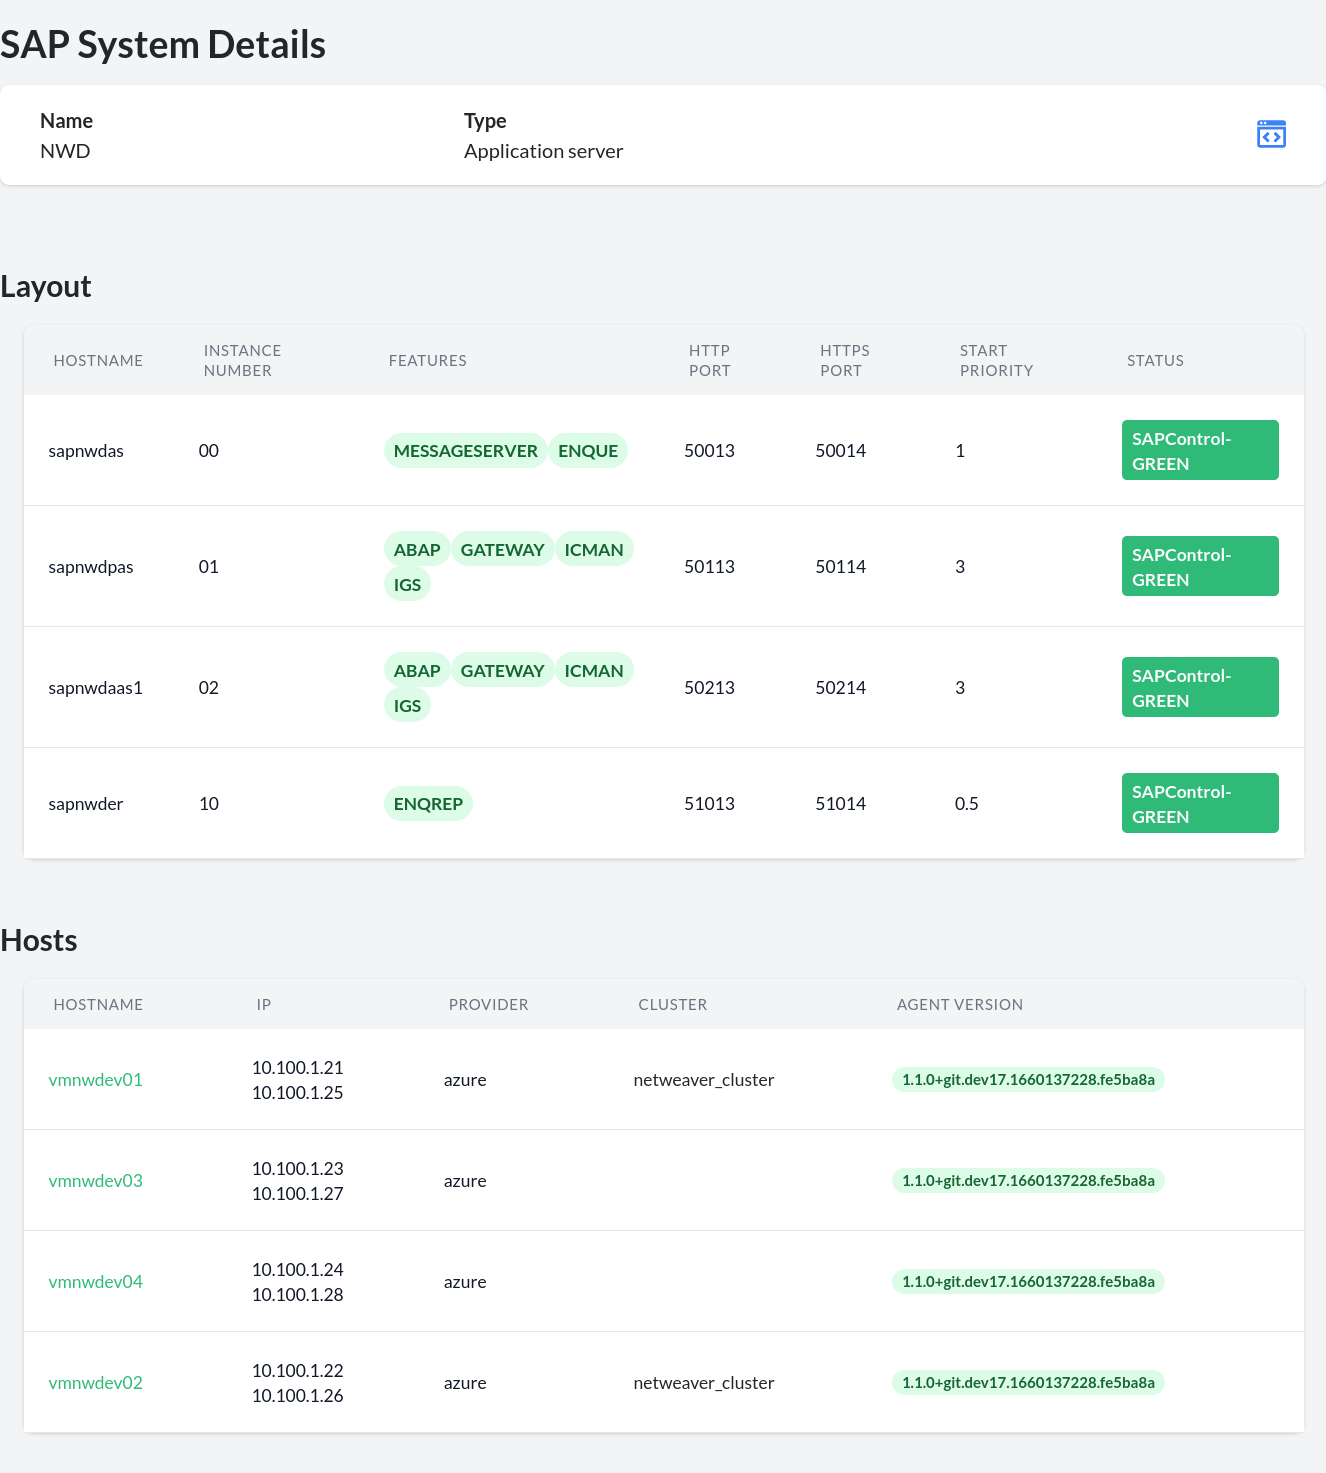 SAP System Details
Name Type
NWD Application server
Layout
HOSTNAME INSTANCE NUMBER FEATURES HTTP PORT HTTPS PORT START PRIORITY STATUS
sapnwdas 00 MESSAGESERVER ENQUE 50013 50014 1 SAPControl-GREEN
sapnwdpas 01 ABAP GATEWAY ICMAN IGS 50113 50114 3 SAPControl-GREEN
sapnwdaas1 02 ABAP GATEWAY ICMAN IGS 50213 50214 3 SAPControl-GREEN
sapnwder 10 ENQREP 51013 51014 0.5 SAPControl-GREEN
Hosts
HOSTNAME IP PROVIDER CLUSTER AGENT VERSION
vmnwdev01 10.100.1.21 10.100.1.25 azure netweaver_cluster 1.1.0+git.dev17.1660137228.fe5ba8a
vmnwdev03 10.100.1.23 10.100.1.27 azure 1.1.0+git.dev17.1660137228.fe5ba8a
vmnwdev04 10.100.1.24 10.100.1.28 azure 1.1.0+git.dev17.1660137228.fe5ba8a
vmnwdev02 10.100.1.22 10.100.1.26 azure netweaver_cluster 1.1.0+git.dev17.1660137228.fe5ba8a